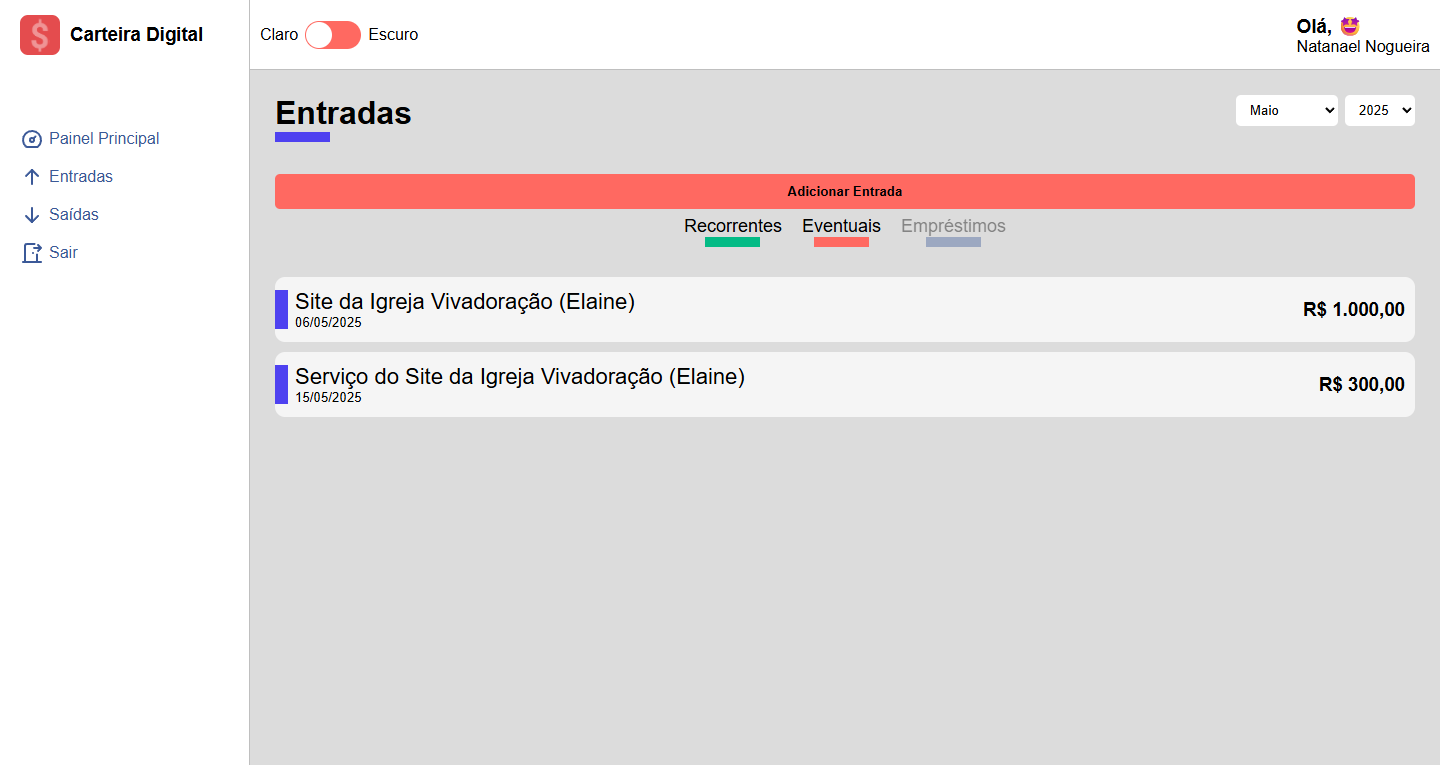 Carteira Digital
Claro Escuro
Olá, 🤩
Natanael Nogueira
Painel Principal
Entradas
Saídas
Sair
Entradas
Maio 2025
Adicionar Entrada
Recorrentes Eventuais Empréstimos
Site da Igreja Vivadoração (Elaine)
06/05/2025
R$ 1.000,00
Serviço do Site da Igreja Vivadoração (Elaine)
15/05/2025
R$ 300,00